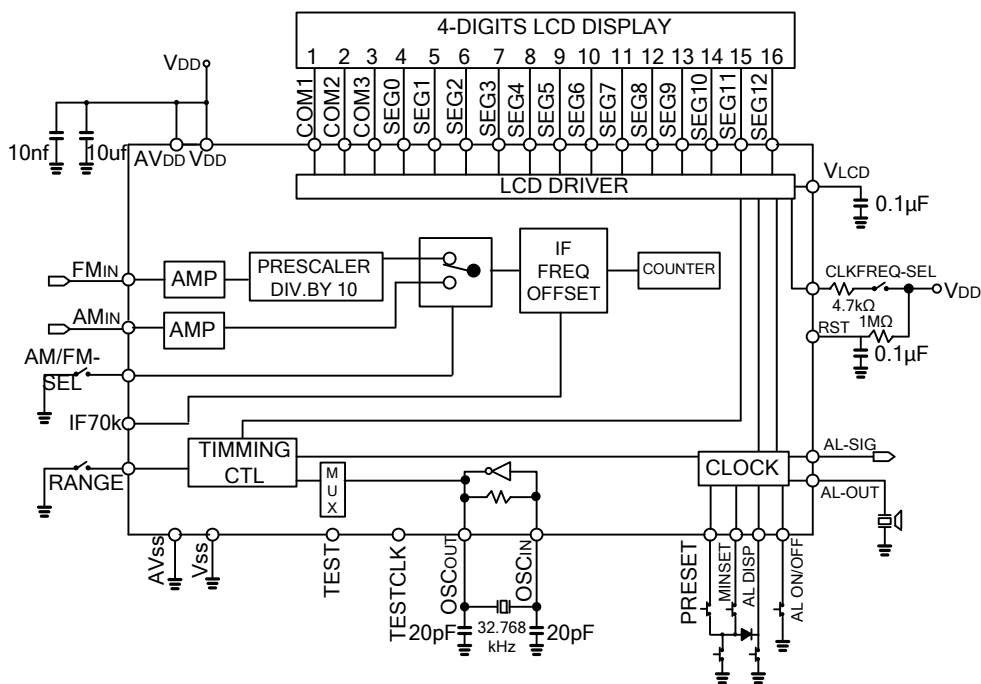 4-DIGITS LCD DISPLAY
1 2 3 4 5 6 7 8 9 10 11 12 13 14 15 16
COM1
COM2
COM3
SEG0
SEG1
SEG2
SEG3
SEG4
SEG5
SEG6
SEG7
SEG8
SEG9
SEG10
SEG11
SEG12
VDD
10nf
10uf
AVDD
VDD
LCD DRIVER
VLCD
0.1µF
FMIN
AMP
PRESCALER
DIV.BY 10
IF
FREQ
OFFSET
COUNTER
CLKFREQ-SEL
4.7kΩ
VDD
AMIN
AMP
RST
1MΩ
0.1µF
AM/FM-
SEL
IF70k
RANGE
TIMMING
CTL
MUX
CLOCK
AL-SIG
AL-OUT
AVSS
VSS
TEST
TESTCLK
OSCOUT
OSCIN
PRESET
MINSET
AL DISP
AL ON/OFF
20pF
32.768
kHz
20pF